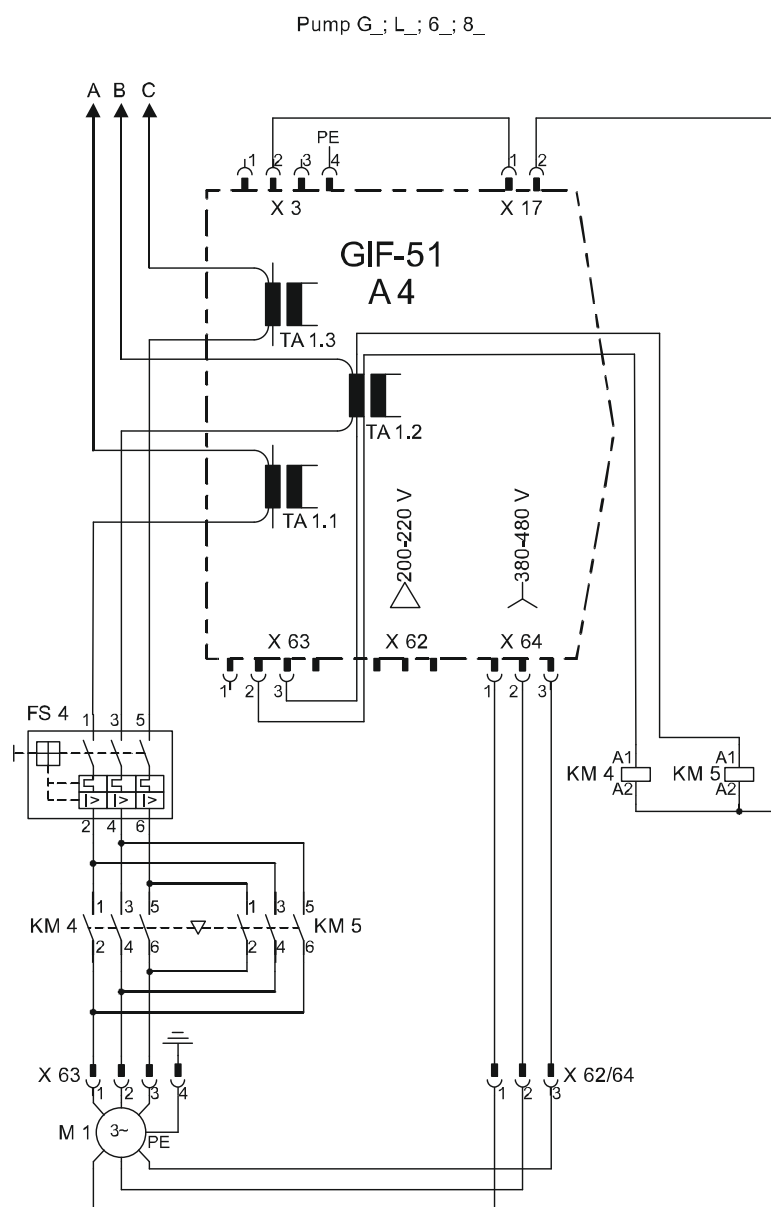 Pump G_; L_; 6_; 8_
A B C
PE
1 2 3 4
1 2
X 3
X 17
GIF-51
A 4
TA 1.3
TA 1.2
TA 1.1
200-220 V
380-480 V
X 63
X 62
X 64
1 2 3
1 2 3
FS 4
1 3 5
I> I> I>
2 4 6
KM 4
A1
A2
KM 5
A1
A2
KM 4
1 3 5
2 4 6
1 3 5
2 4 6
KM 5
X 63
1 2 3 4
X 62/64
1 2 3
M 1
3~
PE